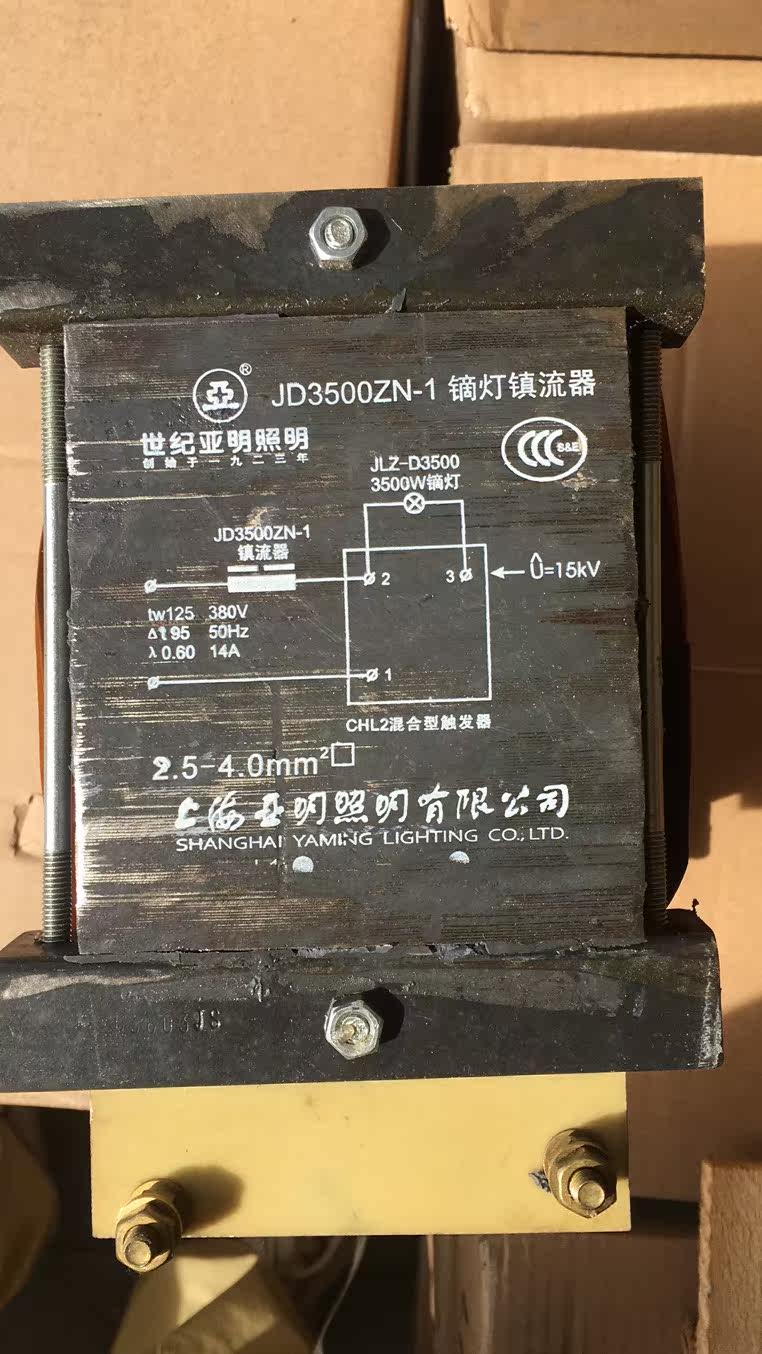 亞®
JD3500ZN-1 镝灯镇流器
世纪亚明照明
创始于一九二三年
CCC S&E
JLZ-D3500
3500W镝灯
JD3500ZN-1
镇流器
2 3 Û=15kV
tw125 380V
Δt95 50Hz
λ0.60 14A
1
CHL2混合型触发器
2.5-4.0mm²□
上海亚明照明有限公司
SHANGHAI YAMING LIGHTING CO.,LTD.